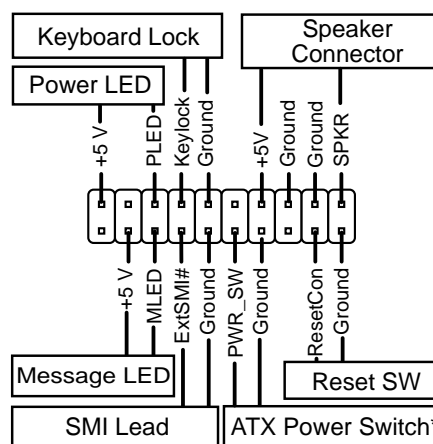 Keyboard Lock
Speaker
Connector
Power LED
+5 V
PLED
Keylock
Ground
+5V
Ground
Ground
SPKR
+5 V
MLED
ExtSMI#
Ground
PWR_SW
Ground
ResetCon
Ground
Message LED
Reset SW
SMI Lead
ATX Power Switch*